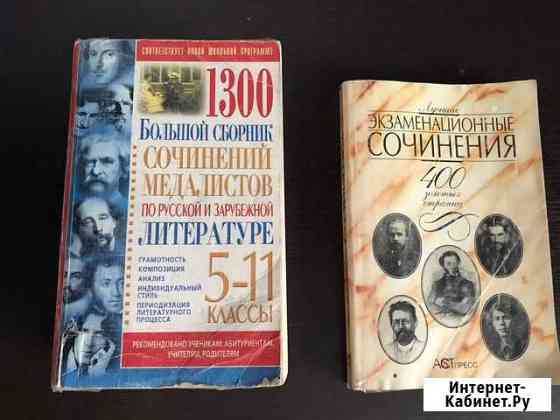 СООТВЕТСТВУЕТ НОВОЙ ШКОЛЬНОЙ ПРОГРАММЕ
1300
БОЛЬШОЙ СБОРНИК
СОЧИНЕНИЙ
МЕДАЛИСТОВ
ПО РУССКОЙ И ЗАРУБЕЖНОЙ
ЛИТЕРАТУРЕ
ГРАМОТНОСТЬ
КОМПОЗИЦИЯ
АНАЛИЗ
ИНДИВИДУАЛЬНЫЙ
СТИЛЬ
ПЕРИОДИЗАЦИЯ
ЛИТЕРАТУРНОГО
ПРОЦЕССА
5-11
КЛАССЫ
РЕКОМЕНДОВАНО УЧЕНИКАМ, АБИТУРИЕНТАМ,
УЧИТЕЛЯМ, РОДИТЕЛЯМ
Лучшие
ЭКЗАМЕНАЦИОННЫЕ
СОЧИНЕНИЯ
400
золотых
страниц
АСТ ПРЕСС
Интернет-
Кабинет.Ру